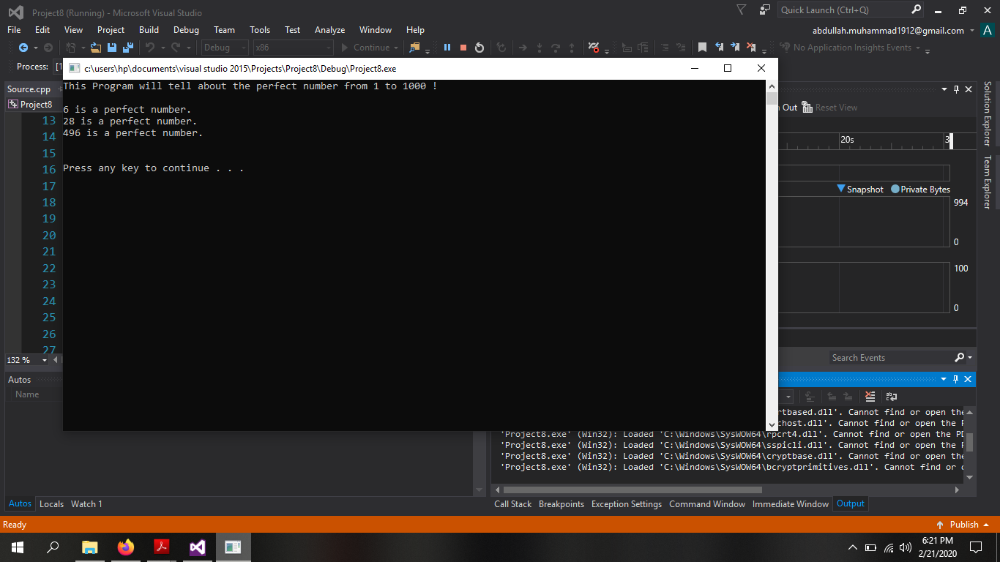 Project8 (Running) - Microsoft Visual Studio
Quick Launch (Ctrl+Q)
File Edit View Project Build Debug Team Tools Test Analyze Window Help
abdullah.muhammad1912@gmail.com A
Debug x86 Continue No Application Insights Events
Process: [1
c:\users\hp\documents\visual studio 2015\Projects\Project8\Debug\Project8.exe
Source.cpp
Project8
This Program will tell about the perfect number from 1 to 1000 !
6 is a perfect number.
28 is a perfect number.
496 is a perfect number.
Press any key to continue . . .
13
14
15
16
17
18
19
20
21
22
23
24
25
26
27
132 %
Out Reset View
20s 3
Snapshot Private Bytes
994
0
100
0
Search Events
Solution Explorer
Team Explorer
Autos
Name
rtbased.dll'. Cannot find or open the
chost.dll'. Cannot find or open the P
'Project8.exe' (Win32): Loaded 'C:\Windows\SysWOW64\rpcrt4.dll'. Cannot find or open the PD
'Project8.exe' (Win32): Loaded 'C:\Windows\SysWOW64\sspicli.dll'. Cannot find or open the P
'Project8.exe' (Win32): Loaded 'C:\Windows\SysWOW64\cryptbase.dll'. Cannot find or open the
'Project8.exe' (Win32): Loaded 'C:\Windows\SysWOW64\bcryptprimitives.dll'. Cannot find or o
Autos Locals Watch 1
Call Stack Breakpoints Exception Settings Command Window Immediate Window Output
Ready
Publish
6:21 PM
2/21/2020